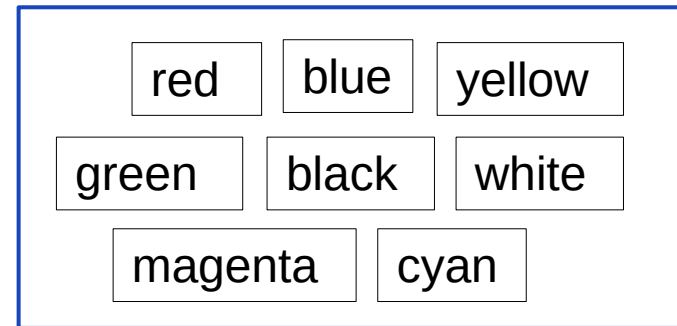 red blue yellow
green black white
magenta cyan